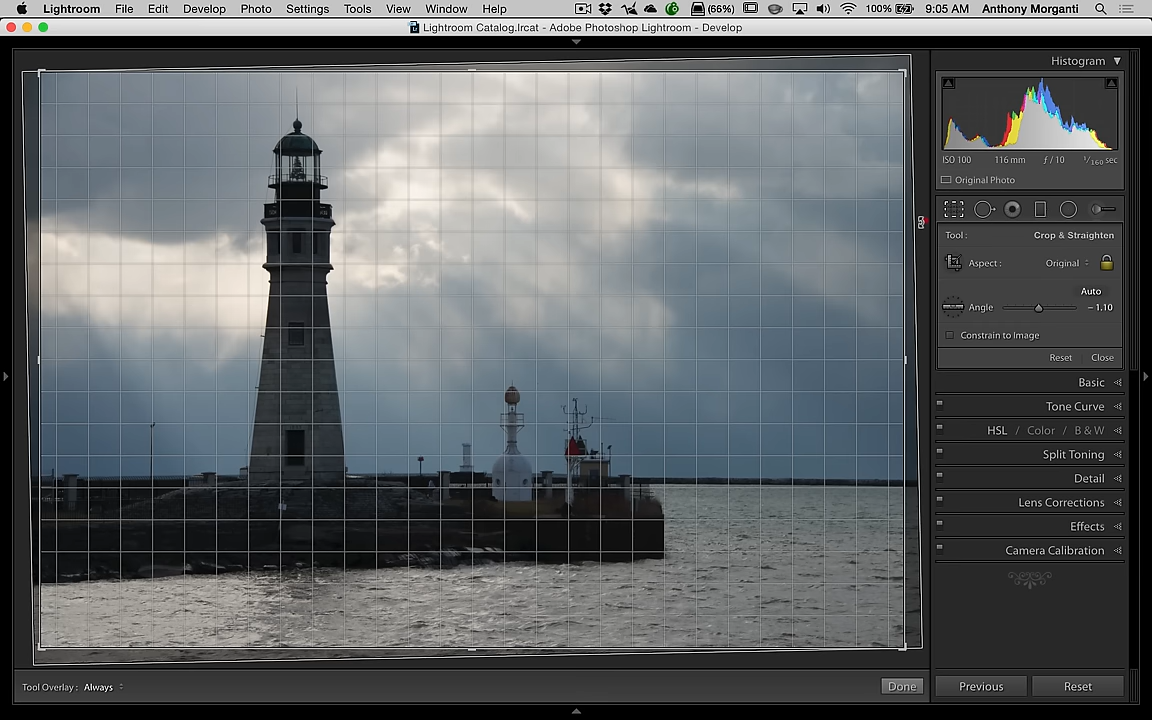 Lightroom File Edit Develop Photo Settings Tools View Window Help (66%) 100% 9:05 AM Anthony Morganti
Lightroom Catalog.lrcat - Adobe Photoshop Lightroom - Develop
Histogram
ISO 100 116 mm ƒ / 10 1/160 sec
Original Photo
Tool : Crop & Straighten
Aspect : Original
Auto
Angle – 1.10
Constrain to Image
Reset Close
Basic
Tone Curve
HSL / Color / B & W
Split Toning
Detail
Lens Corrections
Effects
Camera Calibration
Tool Overlay : Always Done Previous Reset